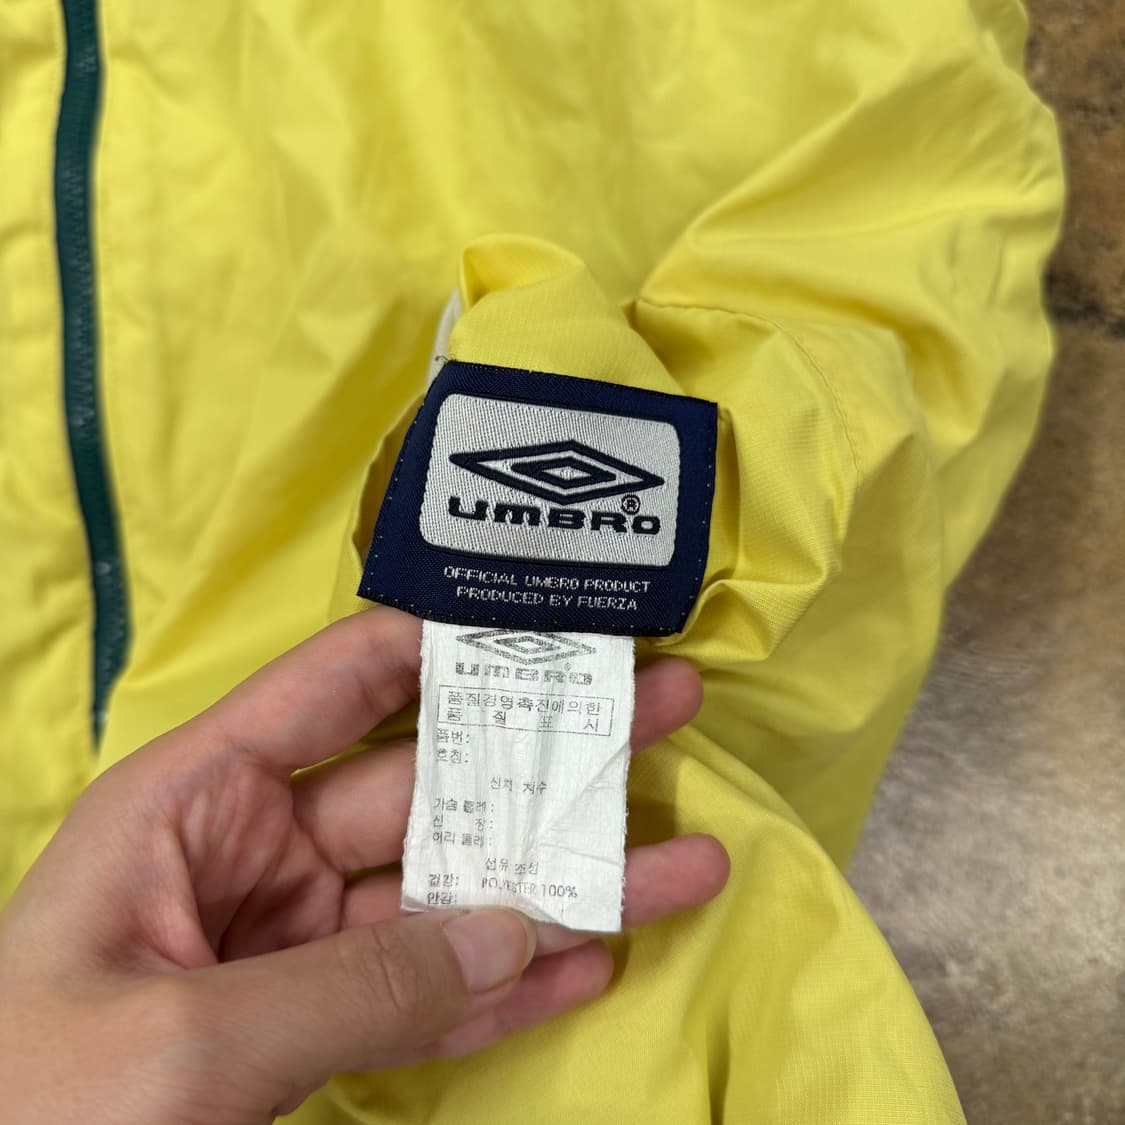 UMBRO®
OFFICIAL UMBRO PRODUCT
PRODUCED BY FUERZA
UMBRO®
품질경영촉진에의한
품 질 표 시
품번:
호칭:
신체 치수
가슴 둘레:
신 장:
허리 둘레:
섬유 조성
겉감: POLYESTER 100%
안감: